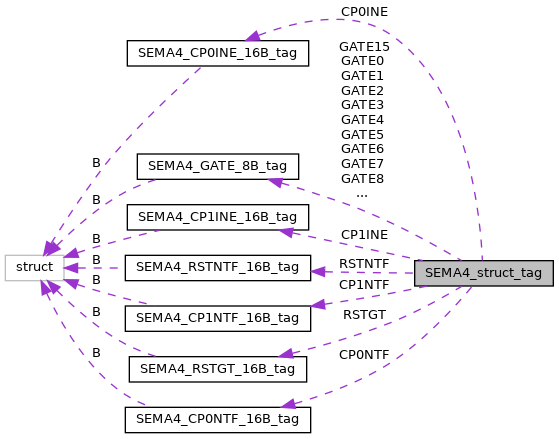 CP0INE
SEMA4_CP0INE_16B_tag
GATE15
GATE0
GATE1
GATE2
GATE3
GATE4
GATE5
GATE6
GATE7
GATE8
...
B
SEMA4_GATE_8B_tag
B
SEMA4_CP1INE_16B_tag
CP1INE
B
struct
B
SEMA4_RSTNTF_16B_tag
RSTNTF
SEMA4_struct_tag
B
CP1NTF
SEMA4_CP1NTF_16B_tag
B
RSTGT
SEMA4_RSTGT_16B_tag
B
CP0NTF
SEMA4_CP0NTF_16B_tag